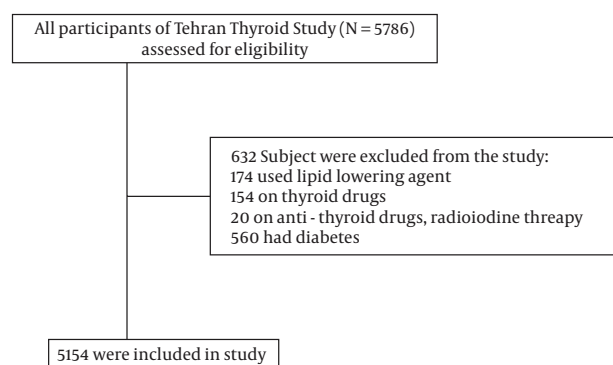 All participants of Tehran Thyroid Study (N = 5786)
assessed for eligibility
632 Subject were excluded from the study:
174 used lipid lowering agent
154 on thyroid drugs
20 on anti - thyroid drugs, radioiodine threapy
560 had diabetes
5154 were included in study